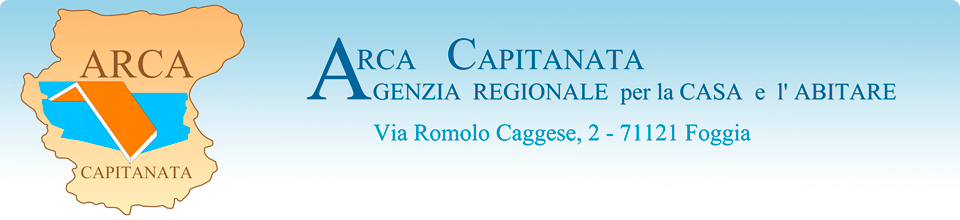 ARCA
CAPITANATA
ARCA CAPITANATA
AGENZIA REGIONALE per la CASA e l' ABITARE
Via Romolo Caggese, 2 - 71121 Foggia